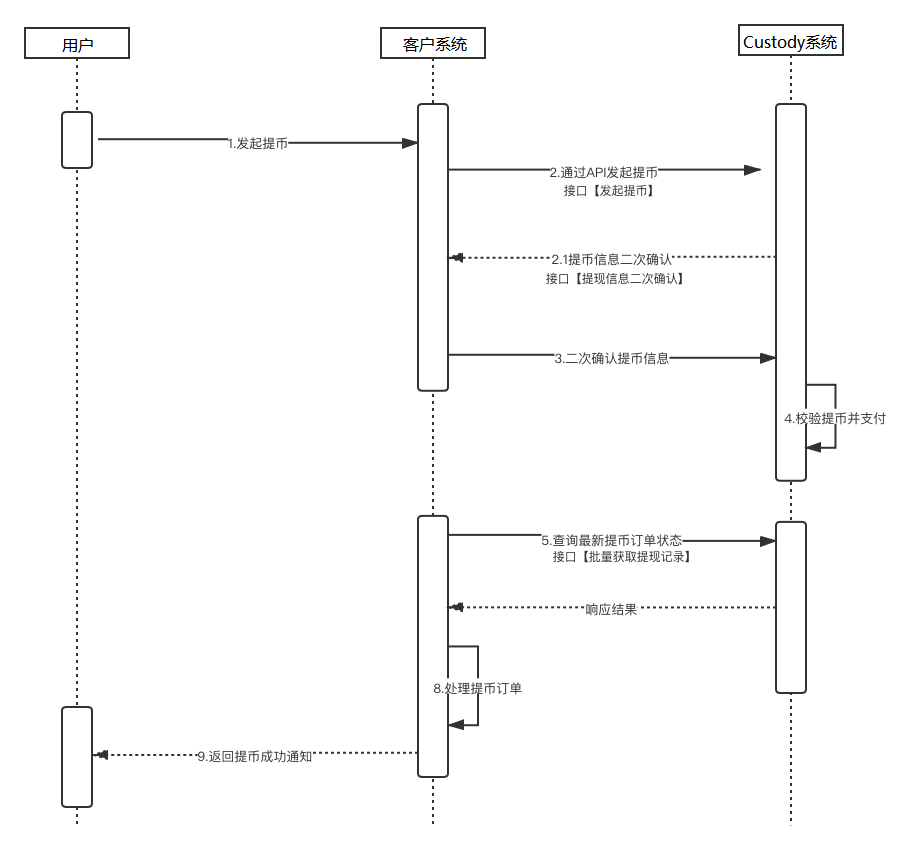 用户
客户系统
Custody系统
1.发起提币
2.通过API发起提币
接口【发起提币】
2.1提币信息二次确认
接口【提现信息二次确认】
3.二次确认提币信息
4.校验提币并支付
5.查询最新提币订单状态
接口【批量获取提现记录】
响应结果
8.处理提币订单
9.返回提币成功通知